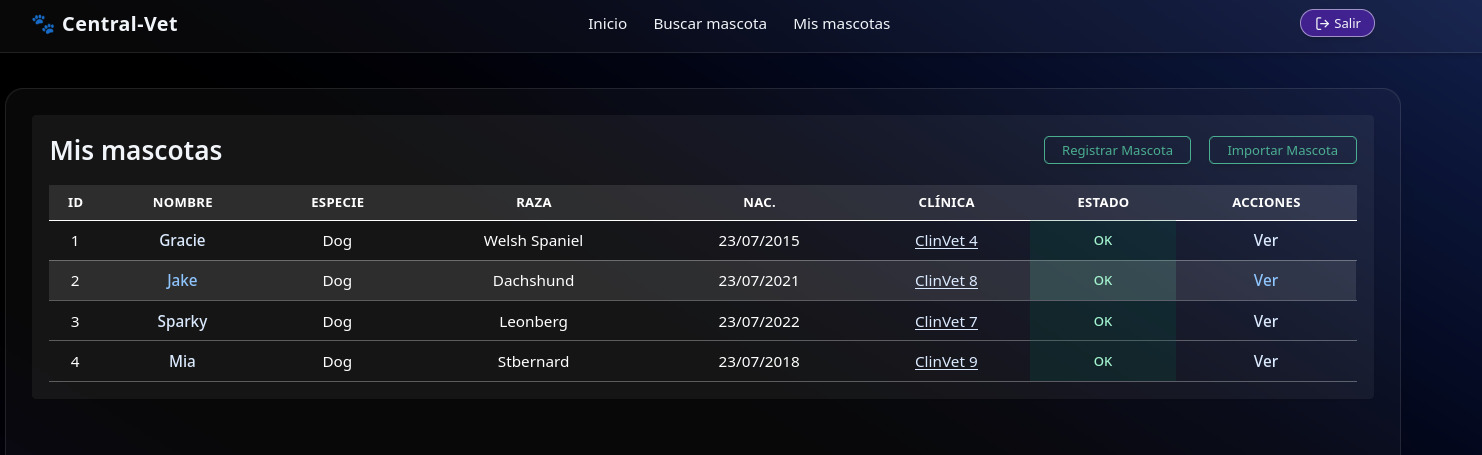 Central-Vet Inicio Buscar mascota Mis mascotas Salir
Mis mascotas Registrar Mascota Importar Mascota
ID NOMBRE ESPECIE RAZA NAC. CLÍNICA ESTADO ACCIONES
1 Gracie Dog Welsh Spaniel 23/07/2015 ClinVet 4 OK Ver
2 Jake Dog Dachshund 23/07/2021 ClinVet 8 OK Ver
3 Sparky Dog Leonberg 23/07/2022 ClinVet 7 OK Ver
4 Mia Dog Stbernard 23/07/2018 ClinVet 9 OK Ver